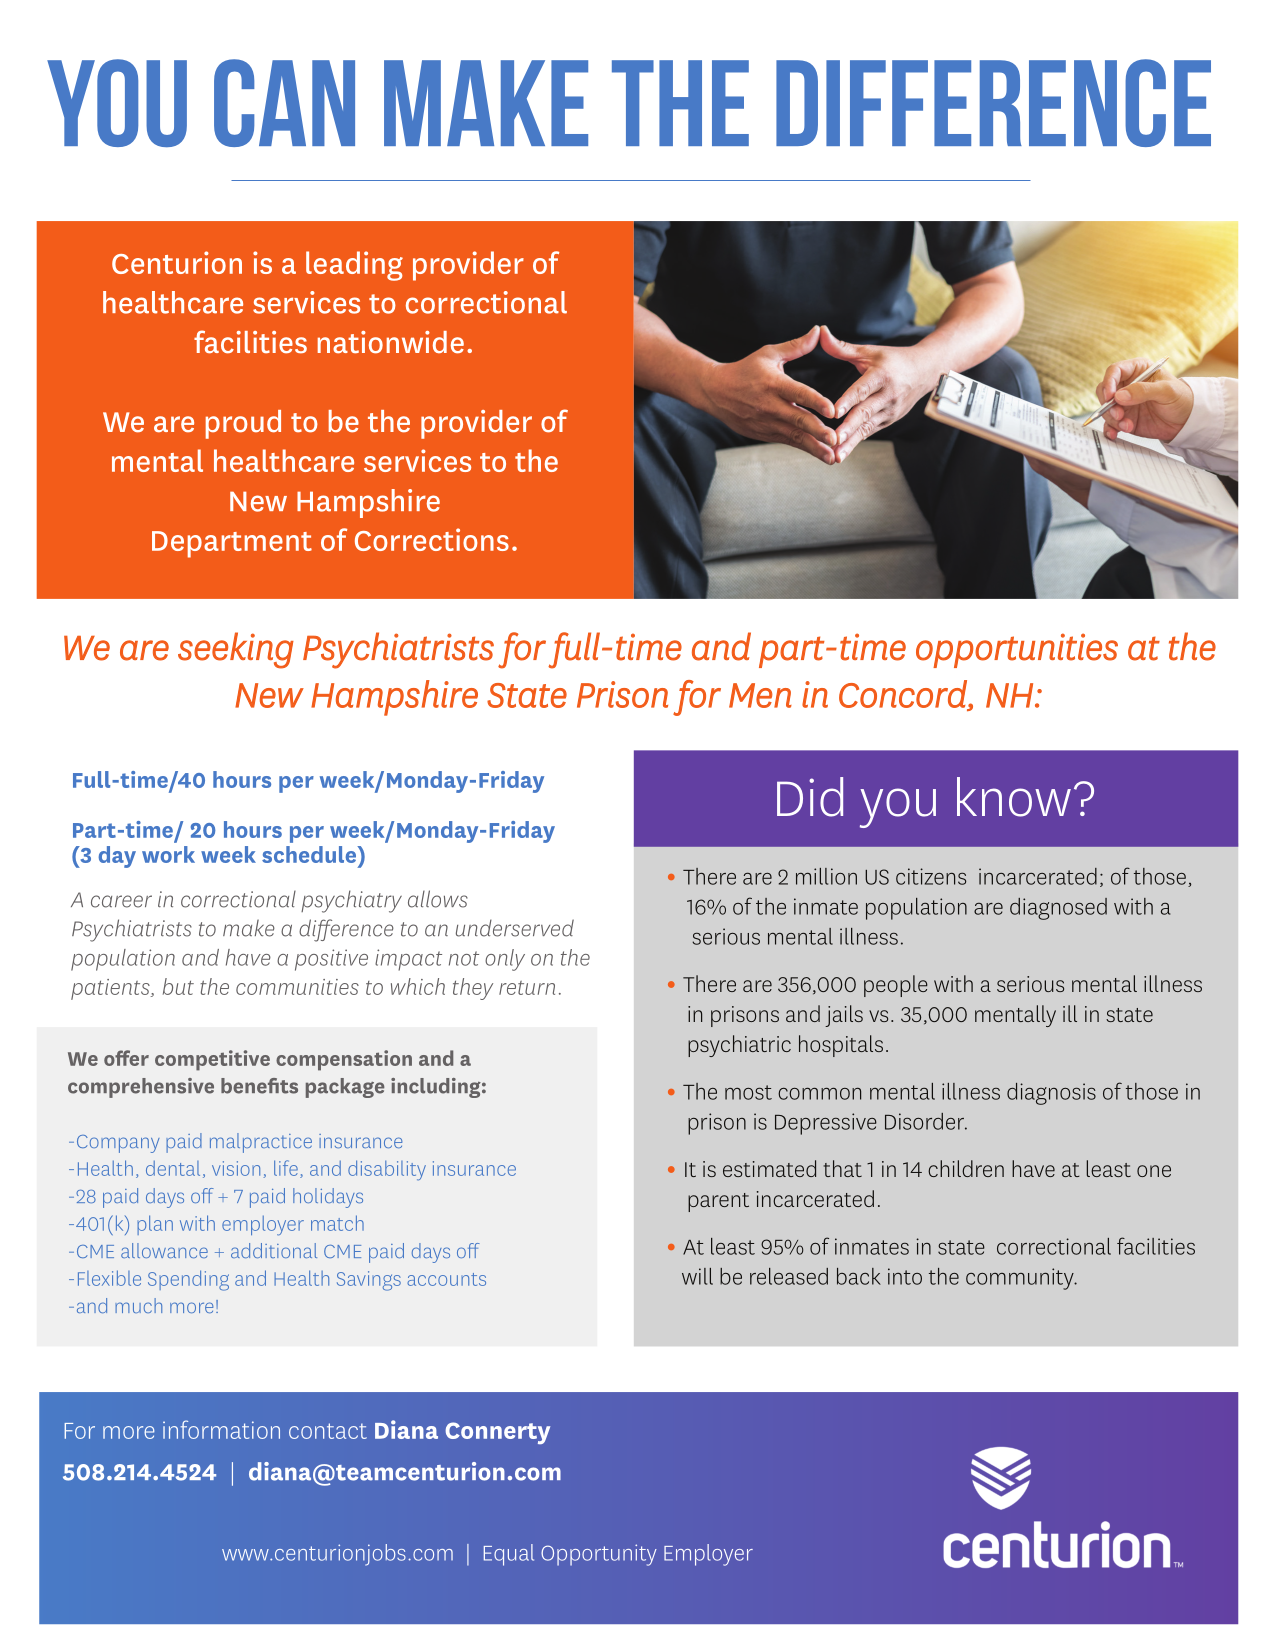 YOU CAN MAKE THE DIFFERENCE
Centurion is a leading provider of
healthcare services to correctional
facilities nationwide.
We are proud to be the provider of
mental healthcare services to the
New Hampshire
Department of Corrections.
We are seeking Psychiatrists for full-time and part-time opportunities at the
New Hampshire State Prison for Men in Concord, NH:
Full-time/40 hours per week/Monday-Friday
Part-time/ 20 hours per week/Monday-Friday
(3 day work week schedule)
A career in correctional psychiatry allows
Psychiatrists to make a difference to an underserved
population and have a positive impact not only on the
patients, but the communities to which they return.
We offer competitive compensation and a
comprehensive benefits package including:
-Company paid malpractice insurance
-Health, dental, vision, life, and disability insurance
-28 paid days off + 7 paid holidays
-401(k) plan with employer match
-CME allowance + additional CME paid days off
-Flexible Spending and Health Savings accounts
-and much more!
Did you know?
• There are 2 million US citizens incarcerated; of those,
16% of the inmate population are diagnosed with a
serious mental illness.
• There are 356,000 people with a serious mental illness
in prisons and jails vs. 35,000 mentally ill in state
psychiatric hospitals.
• The most common mental illness diagnosis of those in
prison is Depressive Disorder.
• It is estimated that 1 in 14 children have at least one
parent incarcerated.
• At least 95% of inmates in state correctional facilities
will be released back into the community.
For more information contact Diana Connerty
508.214.4524 | diana@teamcenturion.com
www.centurionjobs.com | Equal Opportunity Employer
centurion™